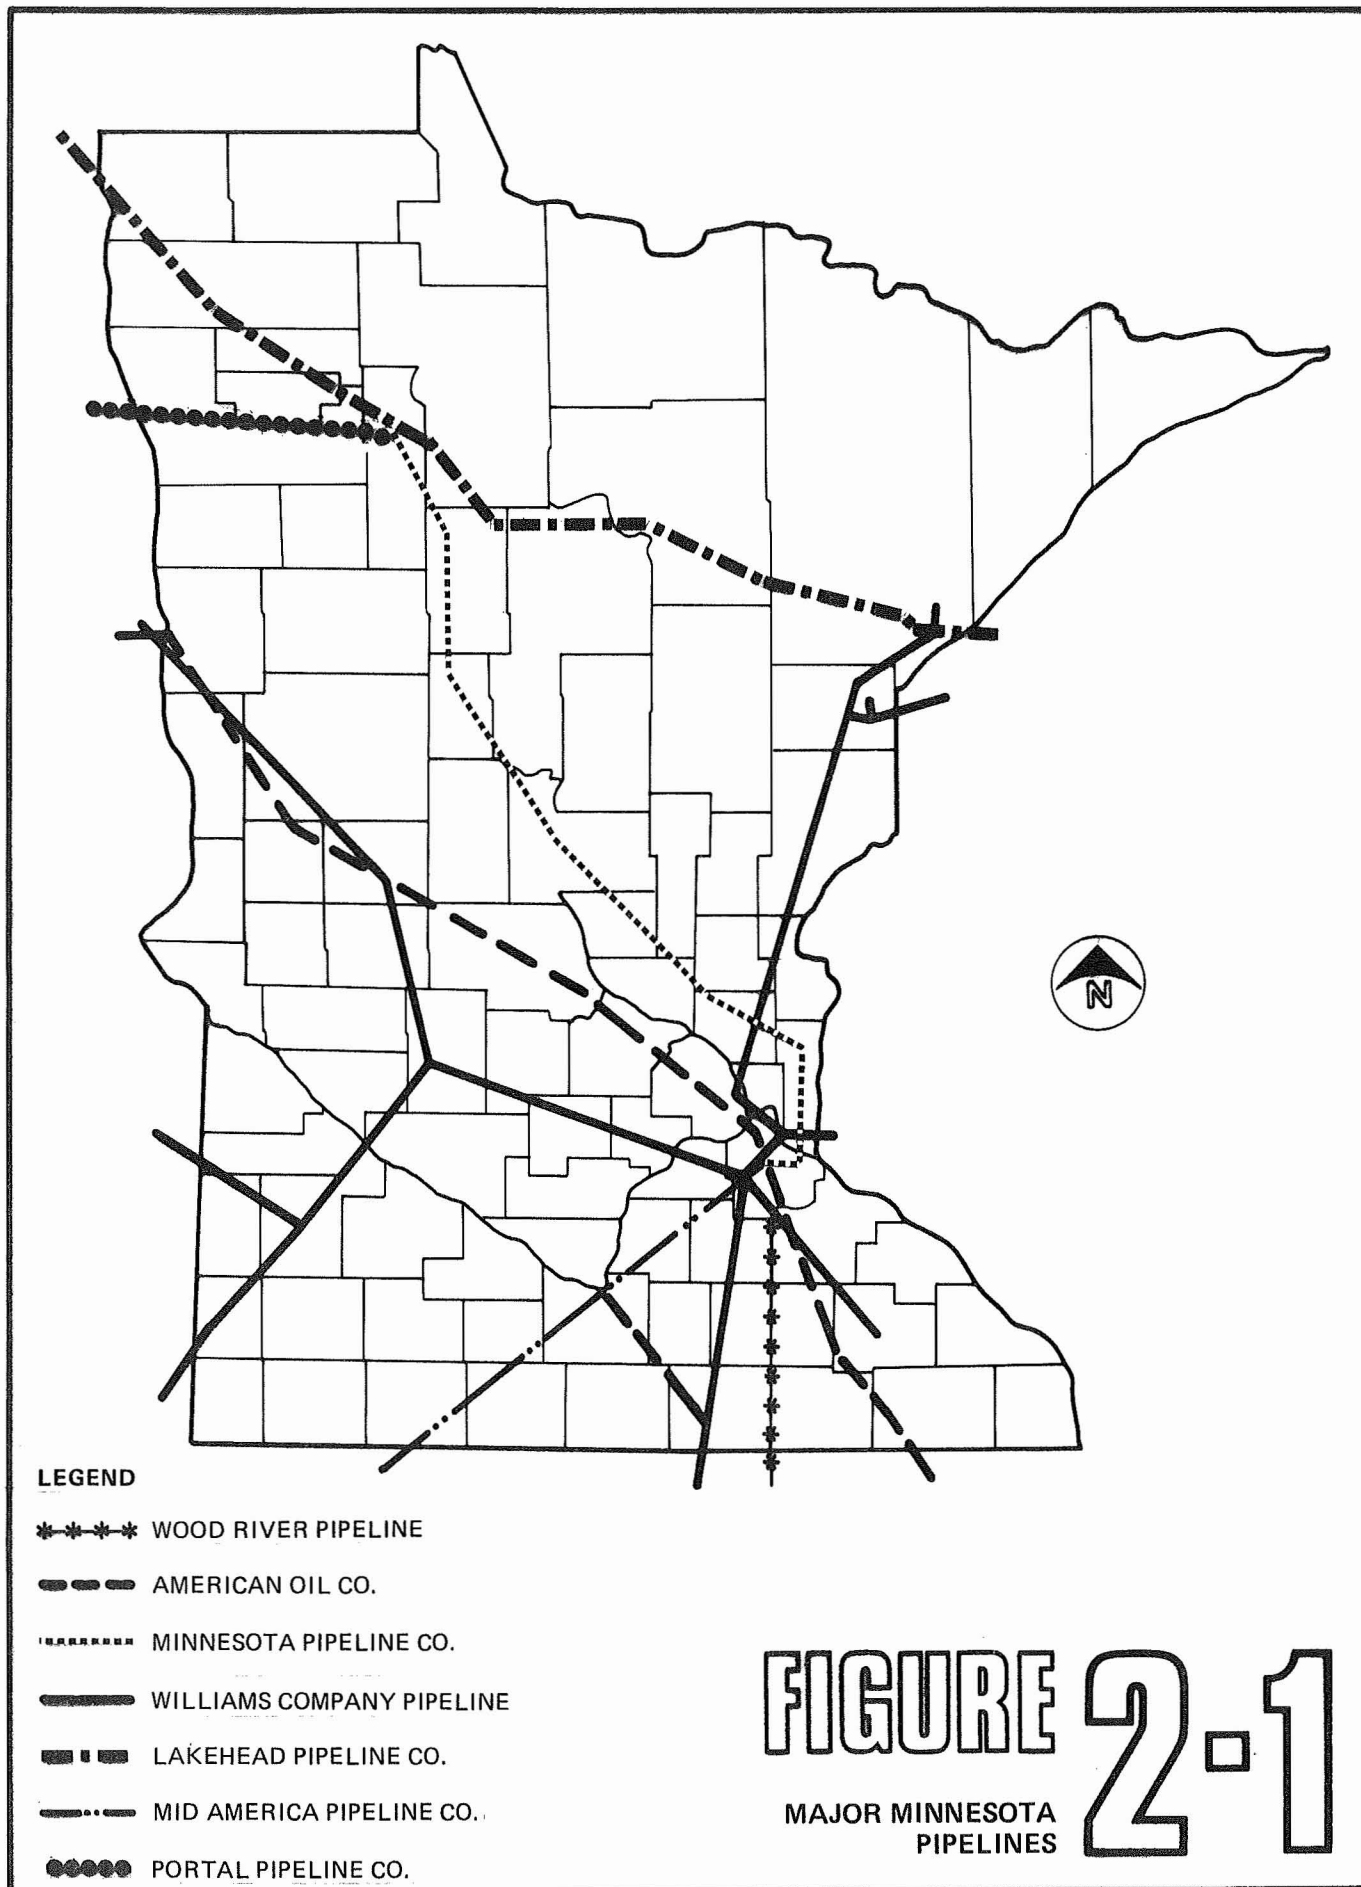 N
LEGEND
WOOD RIVER PIPELINE
AMERICAN OIL CO.
MINNESOTA PIPELINE CO.
WILLIAMS COMPANY PIPELINE
LAKEHEAD PIPELINE CO.
MID AMERICA PIPELINE CO.
PORTAL PIPELINE CO.
FIGURE 2-1
MAJOR MINNESOTA
PIPELINES